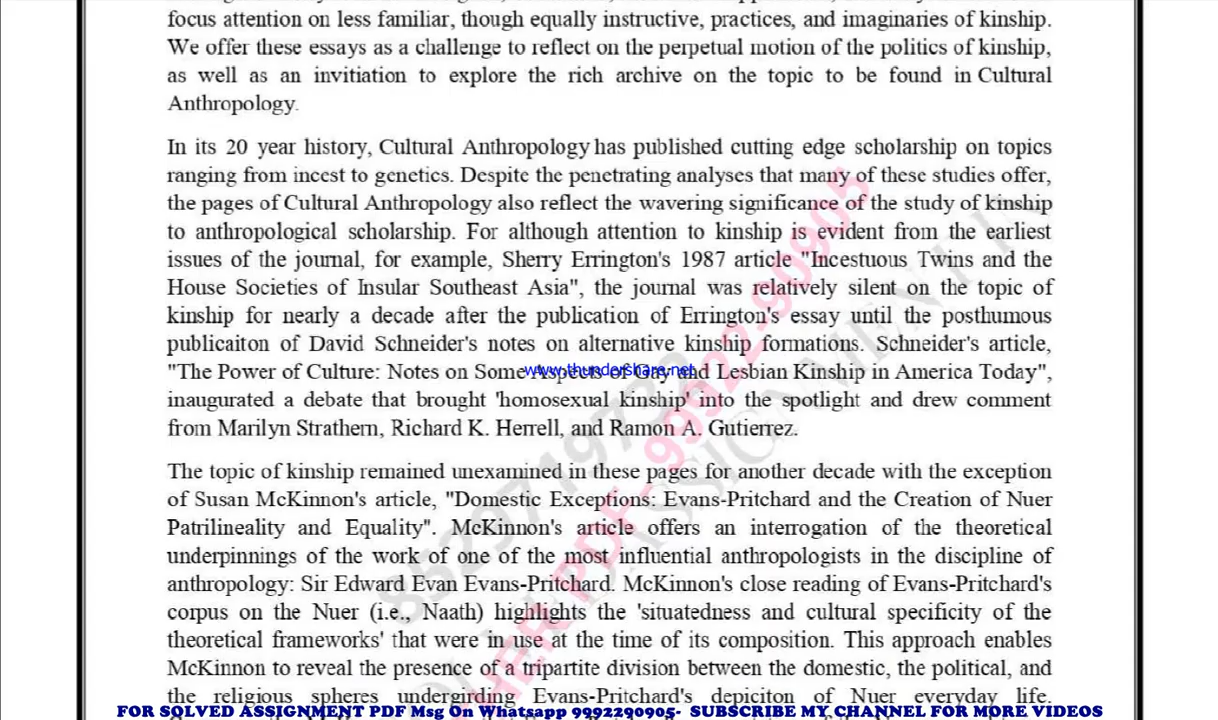 focus attention on less familiar, though equally instructive, practices, and imaginaries of kinship.
We offer these essays as a challenge to reflect on the perpetual motion of the politics of kinship,
as well as an invitiation to explore the rich archive on the topic to be found in Cultural
Anthropology.
In its 20 year history, Cultural Anthropology has published cutting edge scholarship on topics
ranging from incest to genetics. Despite the penetrating analyses that many of these studies offer,
the pages of Cultural Anthropology also reflect the wavering significance of the study of kinship
to anthropological scholarship. For although attention to kinship is evident from the earliest
issues of the journal, for example, Sherry Errington's 1987 article "Incestuous Twins and the
House Societies of Insular Southeast Asia", the journal was relatively silent on the topic of
kinship for nearly a decade after the publication of Errington's essay until the posthumous
publicaiton of David Schneider's notes on alternative kinship formations. Schneider's article,
"The Power of Culture: Notes on Some Aspects of Gay and Lesbian Kinship in America Today",
www.thundershare.net
inaugurated a debate that brought 'homosexual kinship' into the spotlight and drew comment
from Marilyn Strathern, Richard K. Herrell, and Ramon A. Gutierrez.
The topic of kinship remained unexamined in these pages for another decade with the exception
of Susan McKinnon's article, "Domestic Exceptions: Evans-Pritchard and the Creation of Nuer
Patrilineality and Equality". McKinnon's article offers an interrogation of the theoretical
underpinnings of the work of one of the most influential anthropologists in the discipline of
anthropology: Sir Edward Evan Evans-Pritchard. McKinnon's close reading of Evans-Pritchard's
corpus on the Nuer (i.e., Naath) highlights the 'situatedness and cultural specificity of the
theoretical frameworks' that were in use at the time of its composition. This approach enables
McKinnon to reveal the presence of a tripartite division between the domestic, the political, and
the religious spheres undergirding Evans-Pritchard's depiciton of Nuer everyday life.
FOR SOLVED ASSIGNMENT PDF Msg On Whatsapp 9992290905- SUBSCRIBE MY CHANNEL FOR MORE VIDEOS